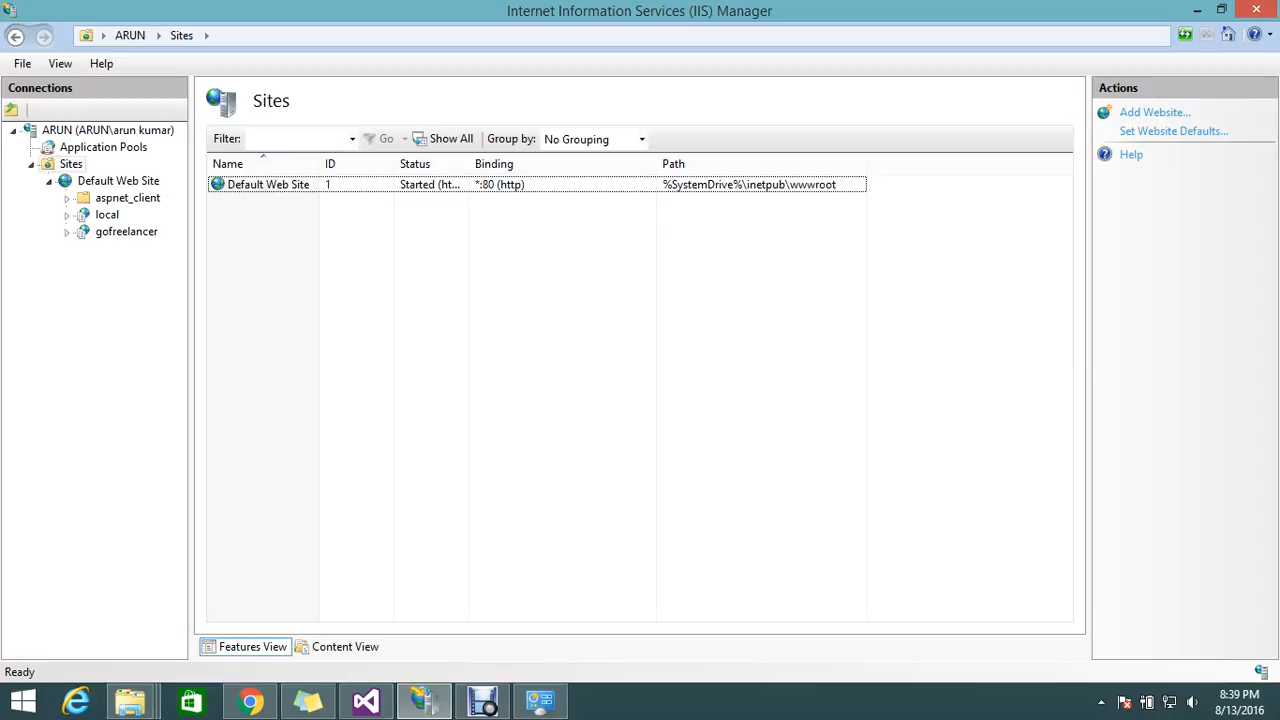 Internet Information Services (IIS) Manager
ARUN
Sites
File View Help
Connections
ARUN (ARUN\arun kumar)
Application Pools
Sites
Default Web Site
aspnet_client
local
gofreelancer
Sites
Filter: Go Show All Group by: No Grouping
Name ID Status Binding Path
Default Web Site 1 Started (ht... *:80 (http) %SystemDrive%\inetpub\wwwroot
Features View Content View
Actions
Add Website...
Set Website Defaults...
Help
Ready
8:39 PM
8/13/2016